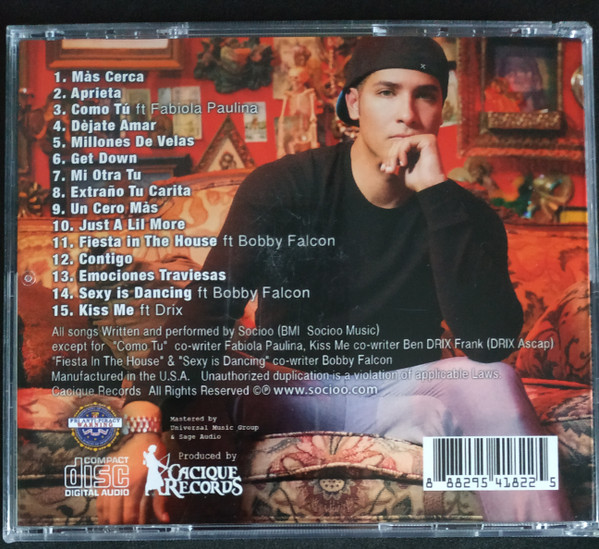 1. Màs Cerca
2. Aprieta
3. Como Tú ft Fabiola Paulina
4. Dèjate Amar
5. Millones De Velas
6. Get Down
7. Mi Otra Tu
8. Extraño Tu Carita
9. Un Cero Màs
10. Just A Lil More
11. Fiesta in The House ft Bobby Falcon
12. Contigo
13. Emociones Traviesas
14. Sexy is Dancing ft Bobby Falcon
15. Kiss Me ft Drix
All songs Written and performed by Socioo (BMI Socioo Music)
except for "Como Tu" co-writer Fabiola Paulina, Kiss Me co-writer Ben DRIX Frank (DRIX Ascap)
"Fiesta In The House" & "Sexy is Dancing" co-writer Bobby Falcon
Manufactured in the U.S.A. Unauthorized duplication is a violation of applicable Laws.
Cacique Records All Rights Reserved ©℗ www.socioo.com
Mastered by
Universal Music Group
& Sage Audio
COMPACT
disc
DIGITAL AUDIO
Produced by
CACIQUE
RECORDS
8 88295 41822 5